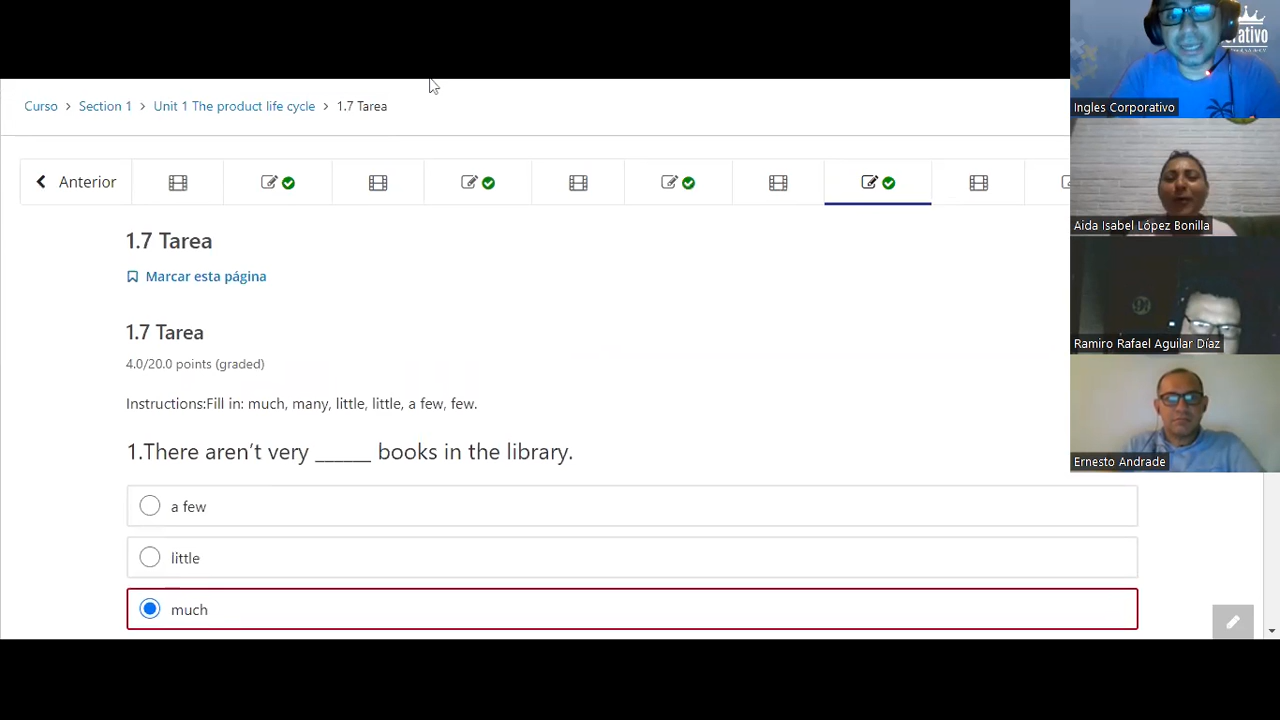 Curso > Section 1 > Unit 1 The product life cycle > 1.7 Tarea
Anterior
1.7 Tarea
Marcar esta página
1.7 Tarea
4.0/20.0 points (graded)
Instructions:Fill in: much, many, little, little, a few, few.
1.There aren’t very ______ books in the library.
a few
little
much
Ingles Corporativo
Aida Isabel López Bonilla
Ramiro Rafael Aguilar Díaz
Ernesto Andrade